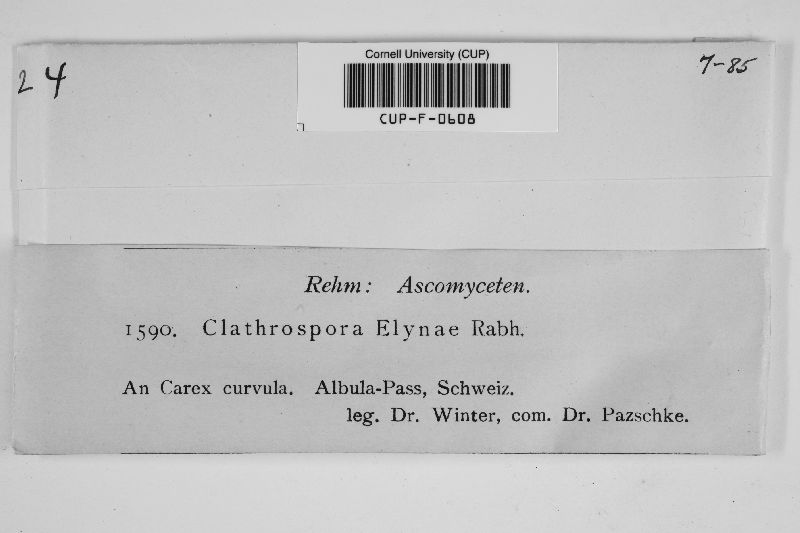 Cornell University (CUP)
CUP-F-0608
24
7-85
Rehm: Ascomyceten.
1590. Clathrospora Elynae Rabh.
An Carex curvula. Albula-Pass, Schweiz.
leg. Dr. Winter, com. Dr. Pazschke.